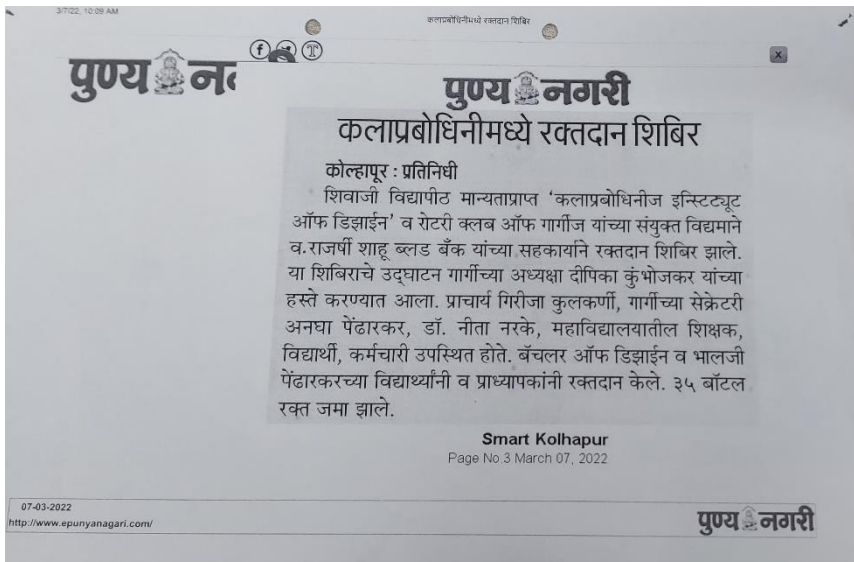 3/7/22, 10:09 AM
कलाप्रबोधिनीमध्ये रक्तदान शिबिर
f T
x
पुण्य नग
पुण्य नगरी
कलाप्रबोधिनीमध्ये रक्तदान शिबिर
कोल्हापूर : प्रतिनिधी
शिवाजी विद्यापीठ मान्यताप्राप्त ‘कलाप्रबोधिनीज इन्स्टिट्यूट
ऑफ डिझाईन’ व रोटरी क्लब ऑफ गार्गीज यांच्या संयुक्त विद्यमाने
व.राजर्षी शाहू ब्लड बँक यांच्या सहकार्याने रक्तदान शिबिर झाले.
या शिबिराचे उद्घाटन गार्गीच्या अध्यक्षा दीपिका कुंभोजकर यांच्या
हस्ते करण्यात आला. प्राचार्य गिरीजा कुलकर्णी, गार्गीच्या सेक्रेटरी
अनघा पेंढारकर, डॉ. नीता नरके, महाविद्यालयातील शिक्षक,
विद्यार्थी, कर्मचारी उपस्थित होते. बॅचलर ऑफ डिझाईन व भालजी
पेंढारकरच्या विद्यार्थ्यांनी व प्राध्यापकांनी रक्तदान केले. ३५ बॉटल
रक्त जमा झाले.
Smart Kolhapur
Page No.3 March 07, 2022
07-03-2022
http://www.epunyanagari.com/
पुण्य नगरी